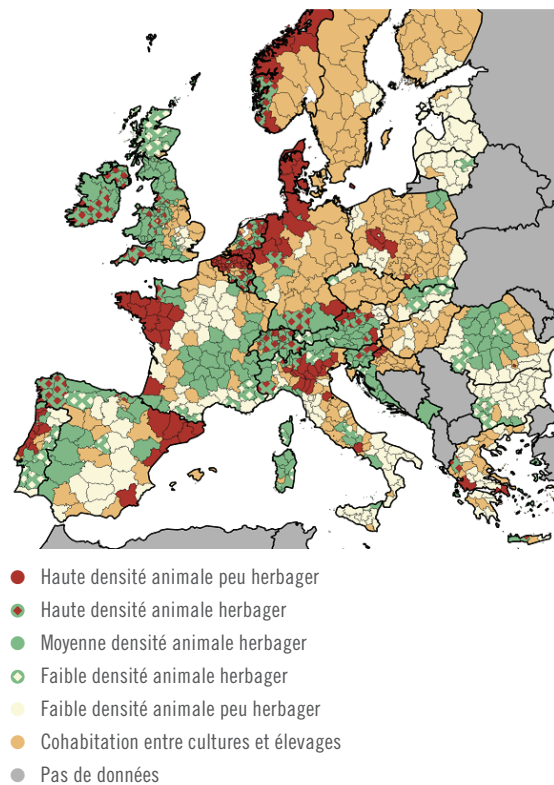 Haute densité animale peu herbager
Haute densité animale herbager
Moyenne densité animale herbager
Faible densité animale herbager
Faible densité animale peu herbager
Cohabitation entre cultures et élevages
Pas de données